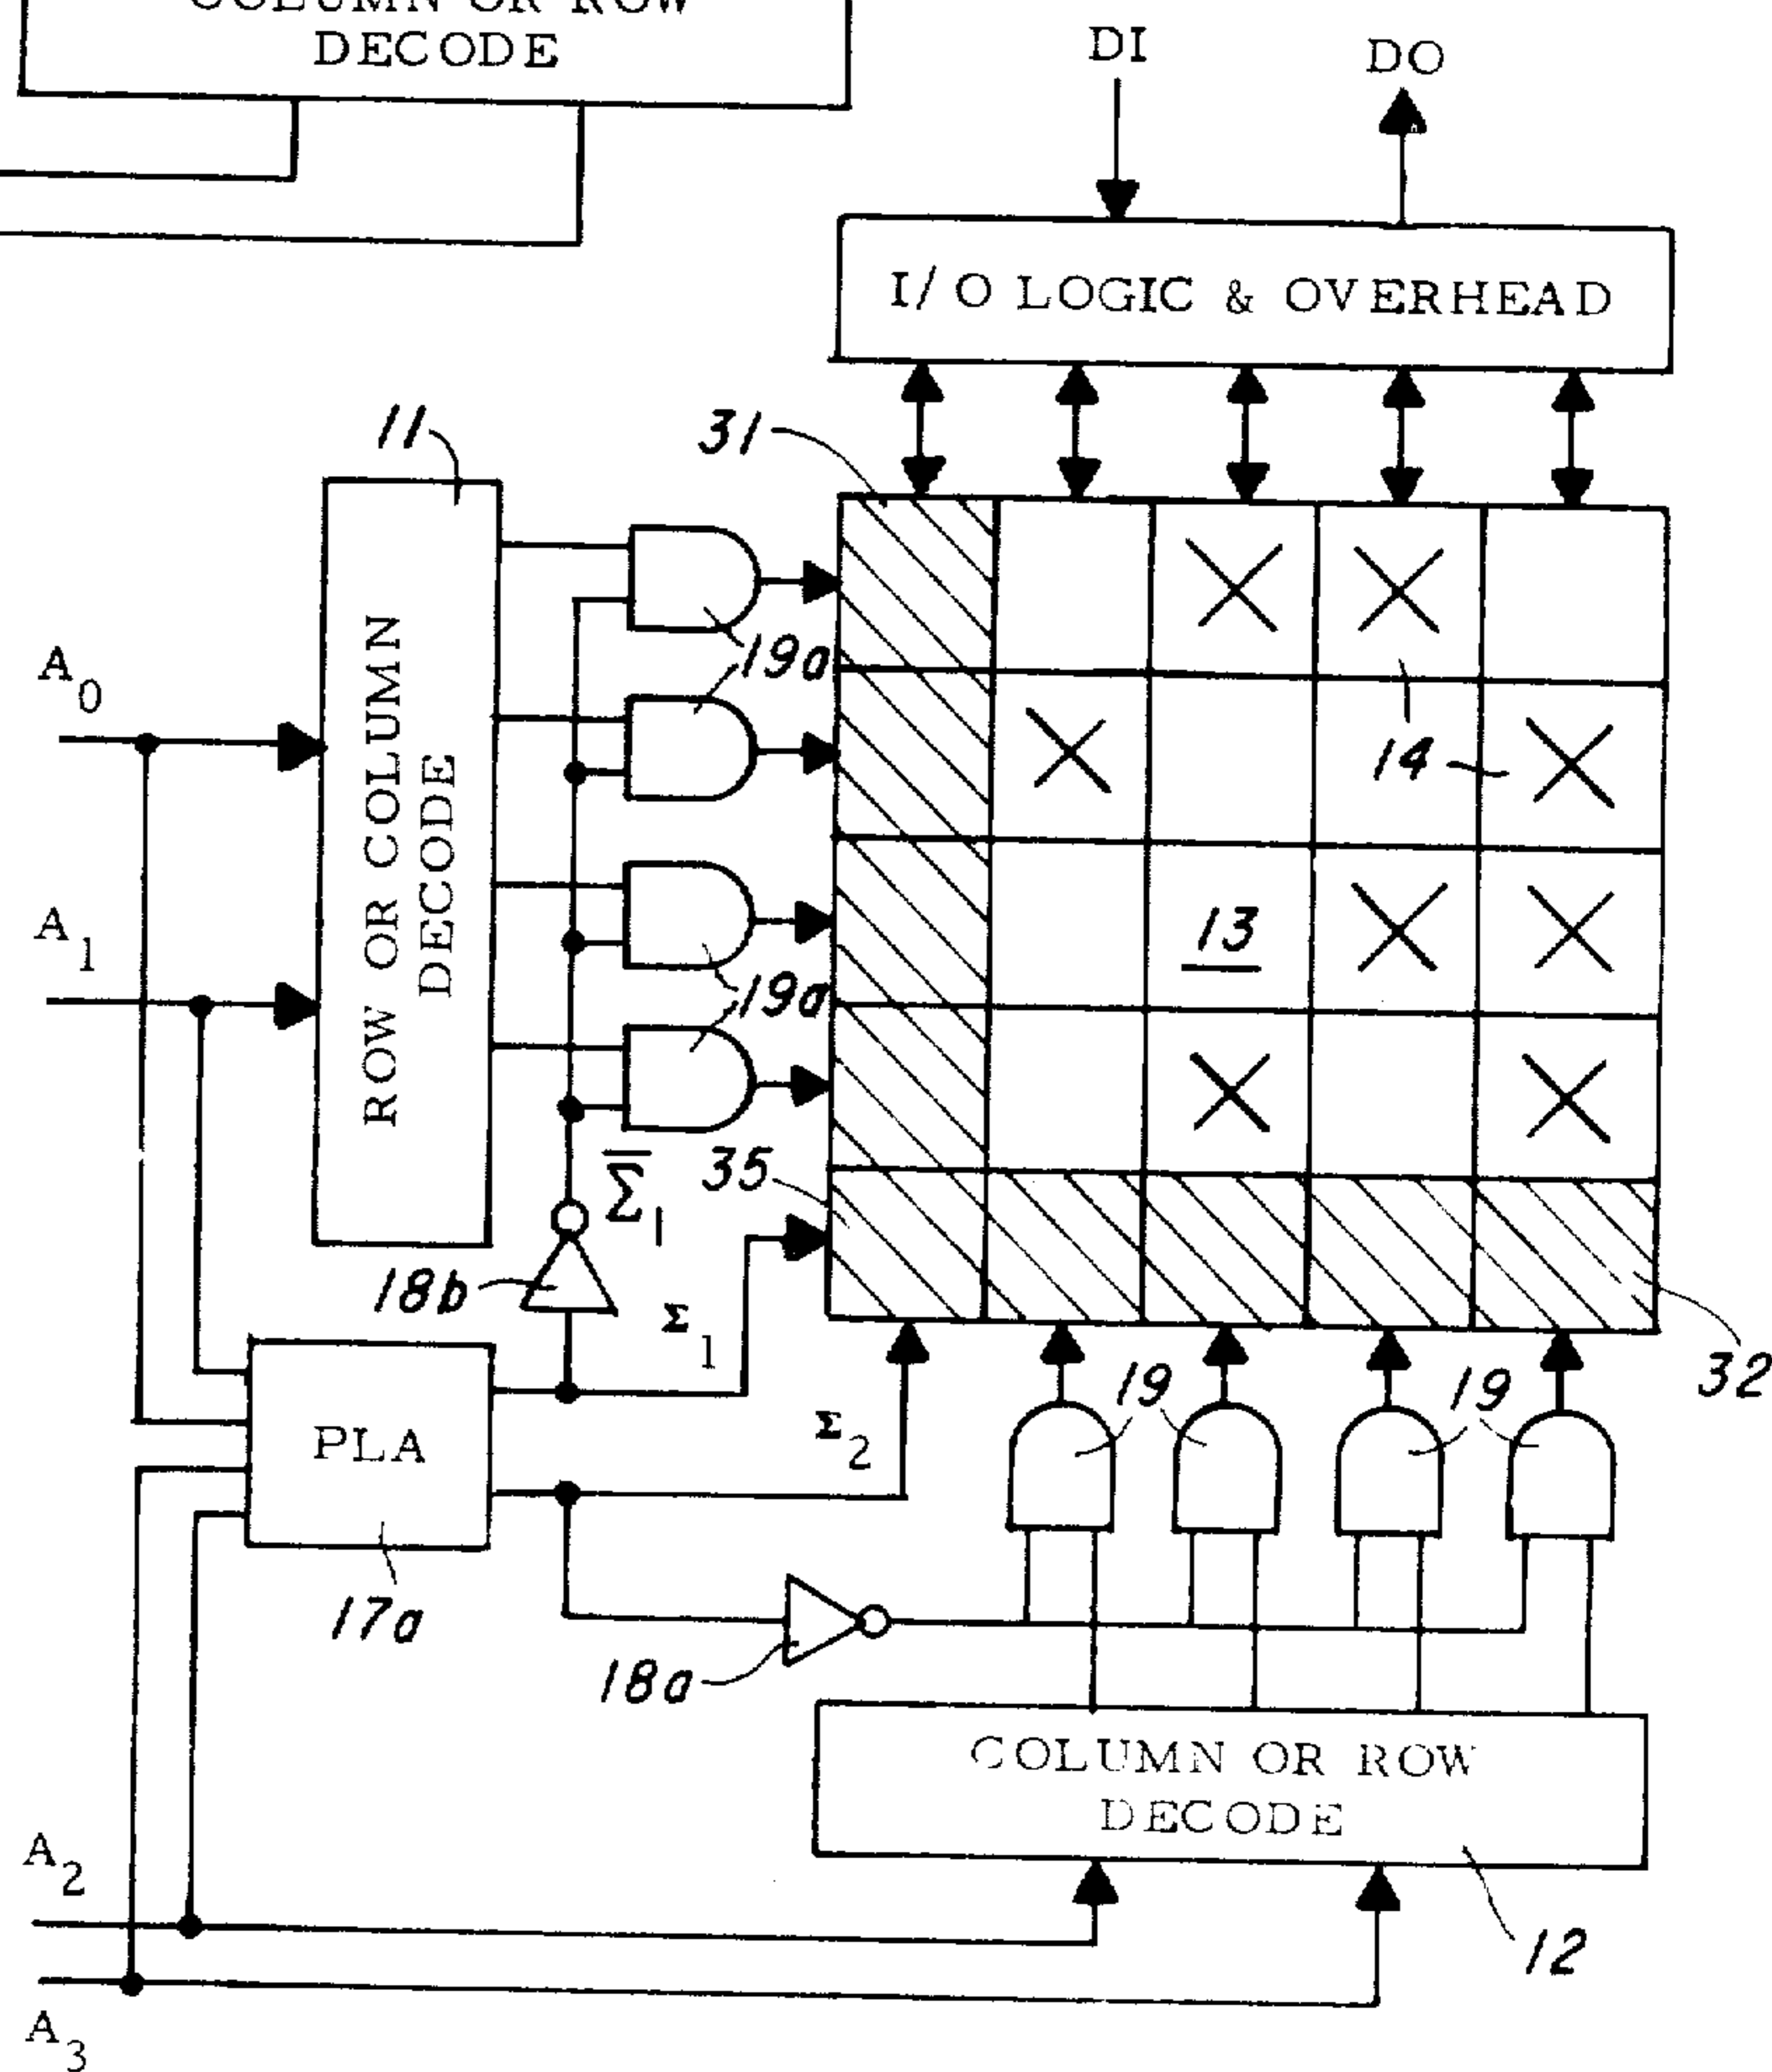 COLUMN OR ROW
DECODE
DI
DO
I/O LOGIC & OVERHEAD
11
31
ROW OR COLUMN
DECODE
19a
A0
14
A1
13
19a
35
Σ̅1
18b
Σ1
32
PLA
Σ2
19
19
17a
18a
COLUMN OR ROW
DECODE
A2
12
A3